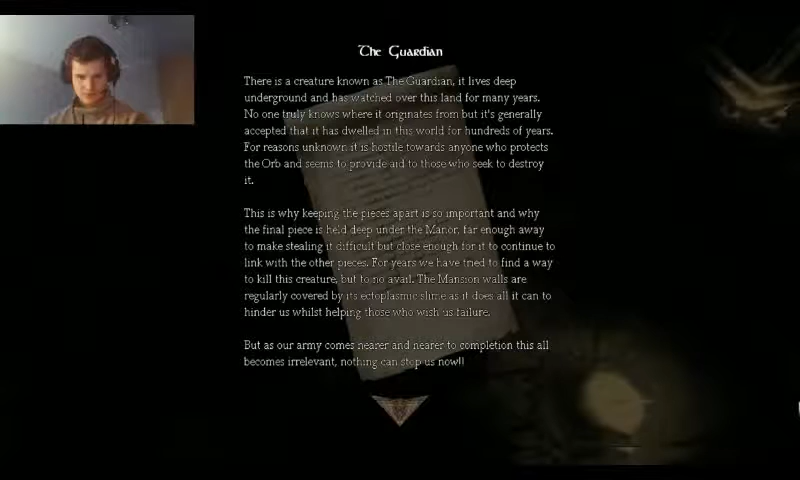 The Guardian
There is a creature known as The Guardian, it lives deep
underground and has watched over this land for many years.
No one truly knows where it originates from but it's generally
accepted that it has dwelled in this world for hundreds of years.
For reasons unknown it is hostile towards anyone who protects
the Orb and seems to provide aid to those who seek to destroy
it.
This is why keeping the pieces apart is so important and why
the final piece is held deep under the Manor, far enough away
to make stealing it difficult but close enough for it to continue to
link with the other pieces. For years we have tried to find a way
to kill this creature, but to no avail. The Mansion walls are
regularly covered by its ectoplasmic slime as it does all it can to
hinder us whilst helping those who wish us failure.
But as our army comes nearer and nearer to completion this all
becomes irrelevant, nothing can stop us now!!